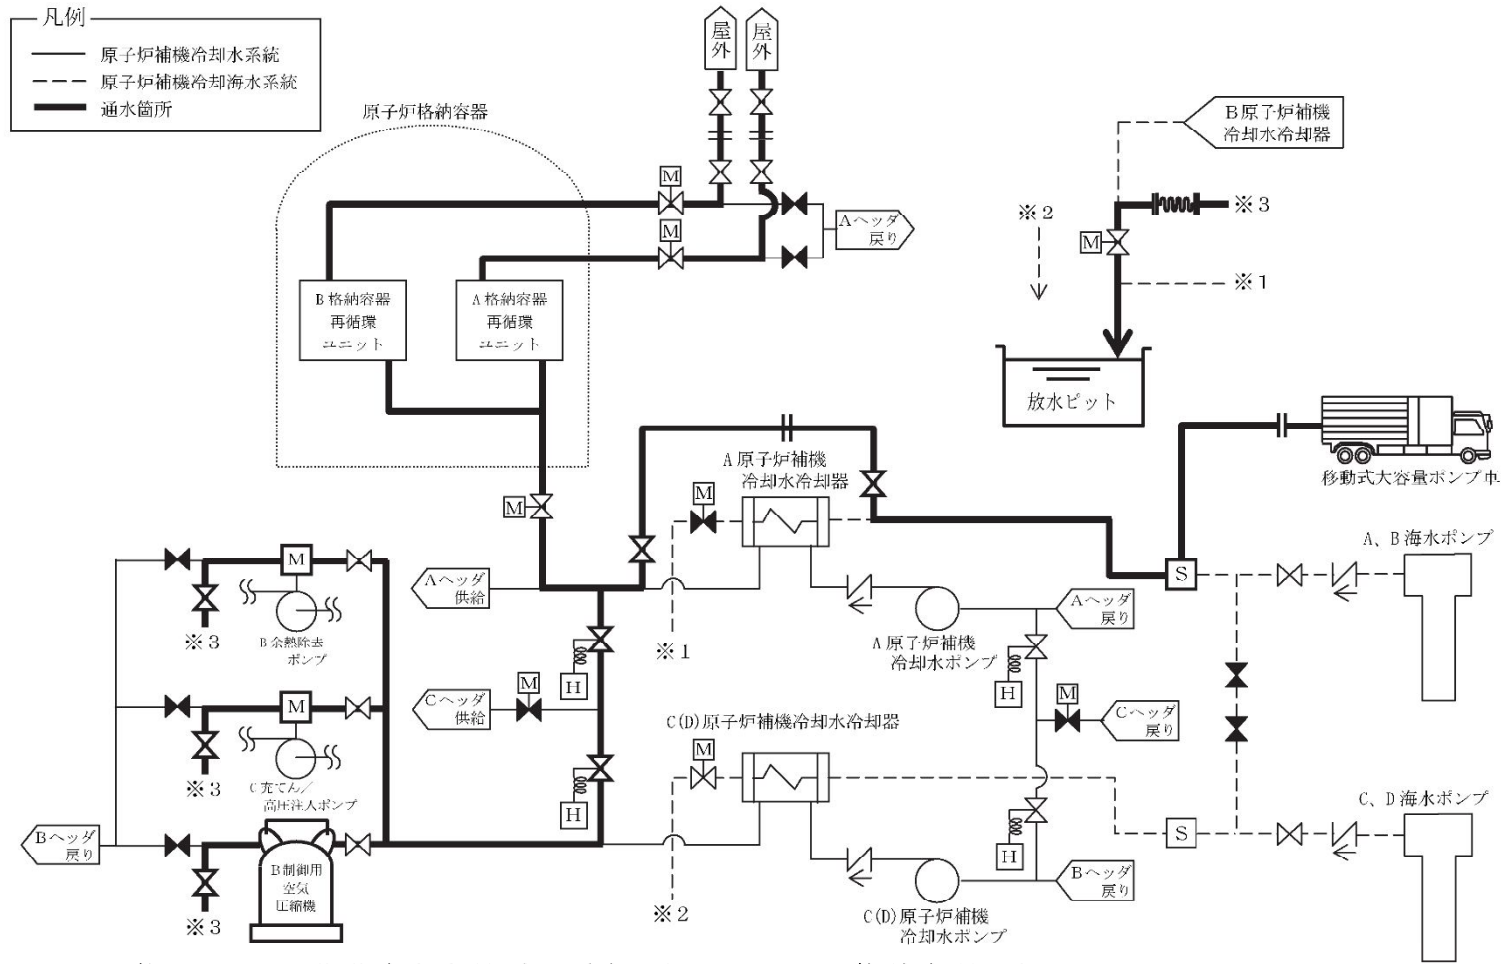 凡例
原子炉補機冷却水系統
原子炉補機冷却海水系統
通水箇所
屋外
屋外
原子炉格納容器
B原子炉補機
冷却水冷却器
M
※3
※2
M
Aヘッダ
戻り
M
※1
B格納容器
再循環
ユニット
A格納容器
再循環
ユニット
放水ピット
移動式大容量ポンプ車
A原子炉補機
冷却水冷却器
M
M
A、B海水ポンプ
M
S
Aヘッダ
供給
Aヘッダ
戻り
※3
B余熱除去
ポンプ
※1
A原子炉補機
冷却水ポンプ
H
H
M
Cヘッダ
供給
M
M
Cヘッダ
戻り
C(D)原子炉補機冷却水冷却器
M
※3
C充てん／
高圧注入ポンプ
H
C、D海水ポンプ
S
Bヘッダ
戻り
H
B制御用
空気
圧縮機
Bヘッダ
戻り
※3
※2
C(D)原子炉補機
冷却水ポンプ